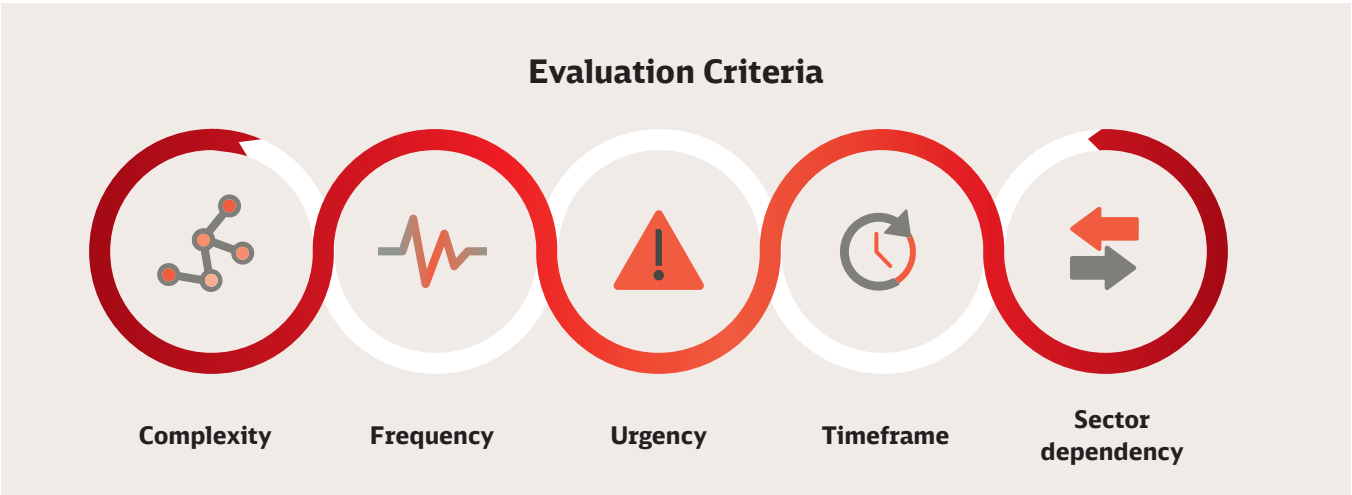 Evaluation Criteria
Complexity
Frequency
Urgency
Timeframe
Sector
dependency